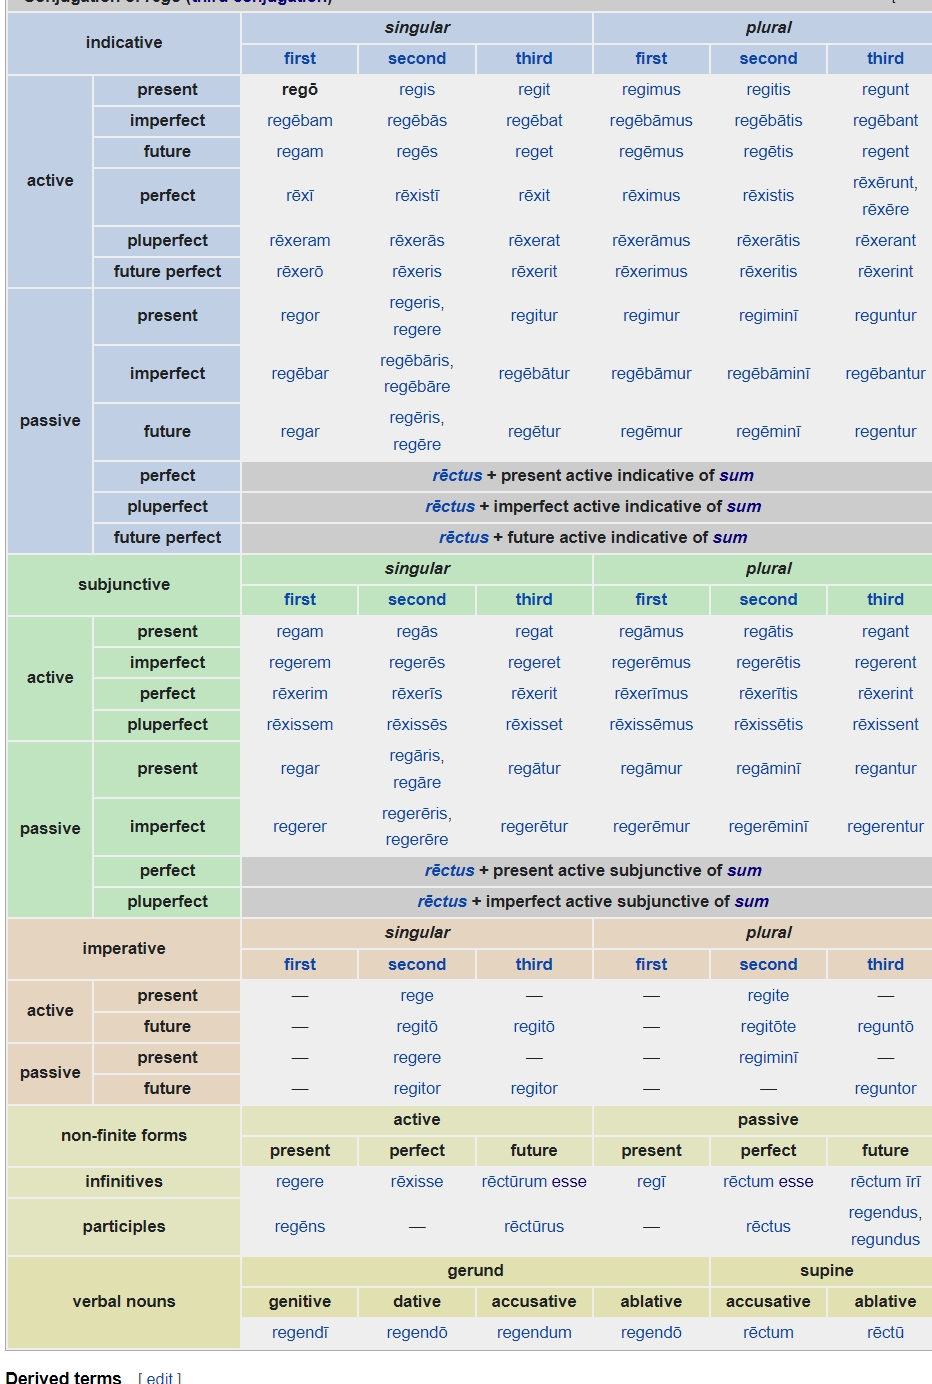 Conjugation of regō (third conjugation) [
indicative singular plural
first second third first second third
active present regō regis regit regimus regitis regunt
imperfect regēbam regēbās regēbat regēbāmus regēbātis regēbant
future regam regēs reget regēmus regētis regent
perfect rēxī rēxistī rēxit rēximus rēxistis rēxērunt,
rēxēre
pluperfect rēxeram rēxerās rēxerat rēxerāmus rēxerātis rēxerant
future perfect rēxerō rēxeris rēxerit rēxerimus rēxeritis rēxerint
passive present regor regeris,
regere regitur regimur regiminī reguntur
imperfect regēbar regēbāris,
regēbāre regēbātur regēbāmur regēbāminī regēbantur
future regar regēris,
regēre regētur regēmur regēminī regentur
perfect rēctus + present active indicative of sum
pluperfect rēctus + imperfect active indicative of sum
future perfect rēctus + future active indicative of sum
subjunctive singular plural
first second third first second third
active present regam regās regat regāmus regātis regant
imperfect regerem regerēs regeret regerēmus regerētis regerent
perfect rēxerim rēxerīs rēxerit rēxerīmus rēxerītis rēxerint
pluperfect rēxissem rēxissēs rēxisset rēxissēmus rēxissētis rēxissent
passive present regar regāris,
regāre regātur regāmur regāminī regantur
imperfect regerer regerēris,
regerēre regerētur regerēmur regerēminī regerentur
perfect rēctus + present active subjunctive of sum
pluperfect rēctus + imperfect active subjunctive of sum
imperative singular plural
first second third first second third
active present — rege — — regite —
future — regitō regitō — regitōte reguntō
passive present — regere — — regiminī —
future — regitor regitor — — reguntor
non-finite forms active passive
present perfect future present perfect future
infinitives regere rēxisse rēctūrum esse regī rēctum esse rēctum īrī
participles regēns — rēctūrus — rēctus regendus,
regundus
verbal nouns gerund supine
genitive dative accusative ablative accusative ablative
regendī regendō regendum regendō rēctum rēctū
Derived terms [ edit ]